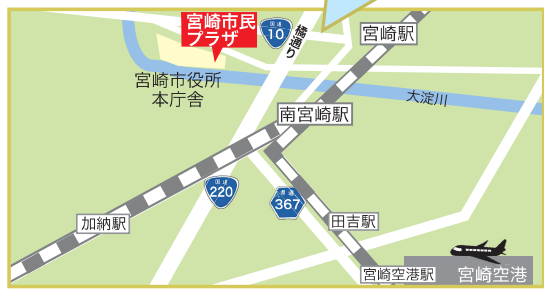 宮崎市民
プラザ
国道
10
橘通り
宮崎駅
宮崎市役所
本庁舎
大淀川
南宮崎駅
国道
220
県道
367
加納駅
田吉駅
宮崎空港駅
宮崎空港